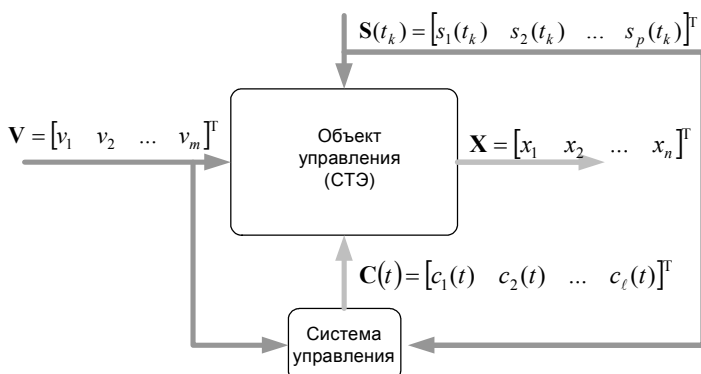 S(t_k) = [s_1(t_k) s_2(t_k) ... s_p(t_k)]^T
V = [v_1 v_2 ... v_m]^T
Объект
управления
(СТЭ)
X = [x_1 x_2 ... x_n]^T
C(t) = [c_1(t) c_2(t) ... c_ℓ(t)]^T
Система
управления